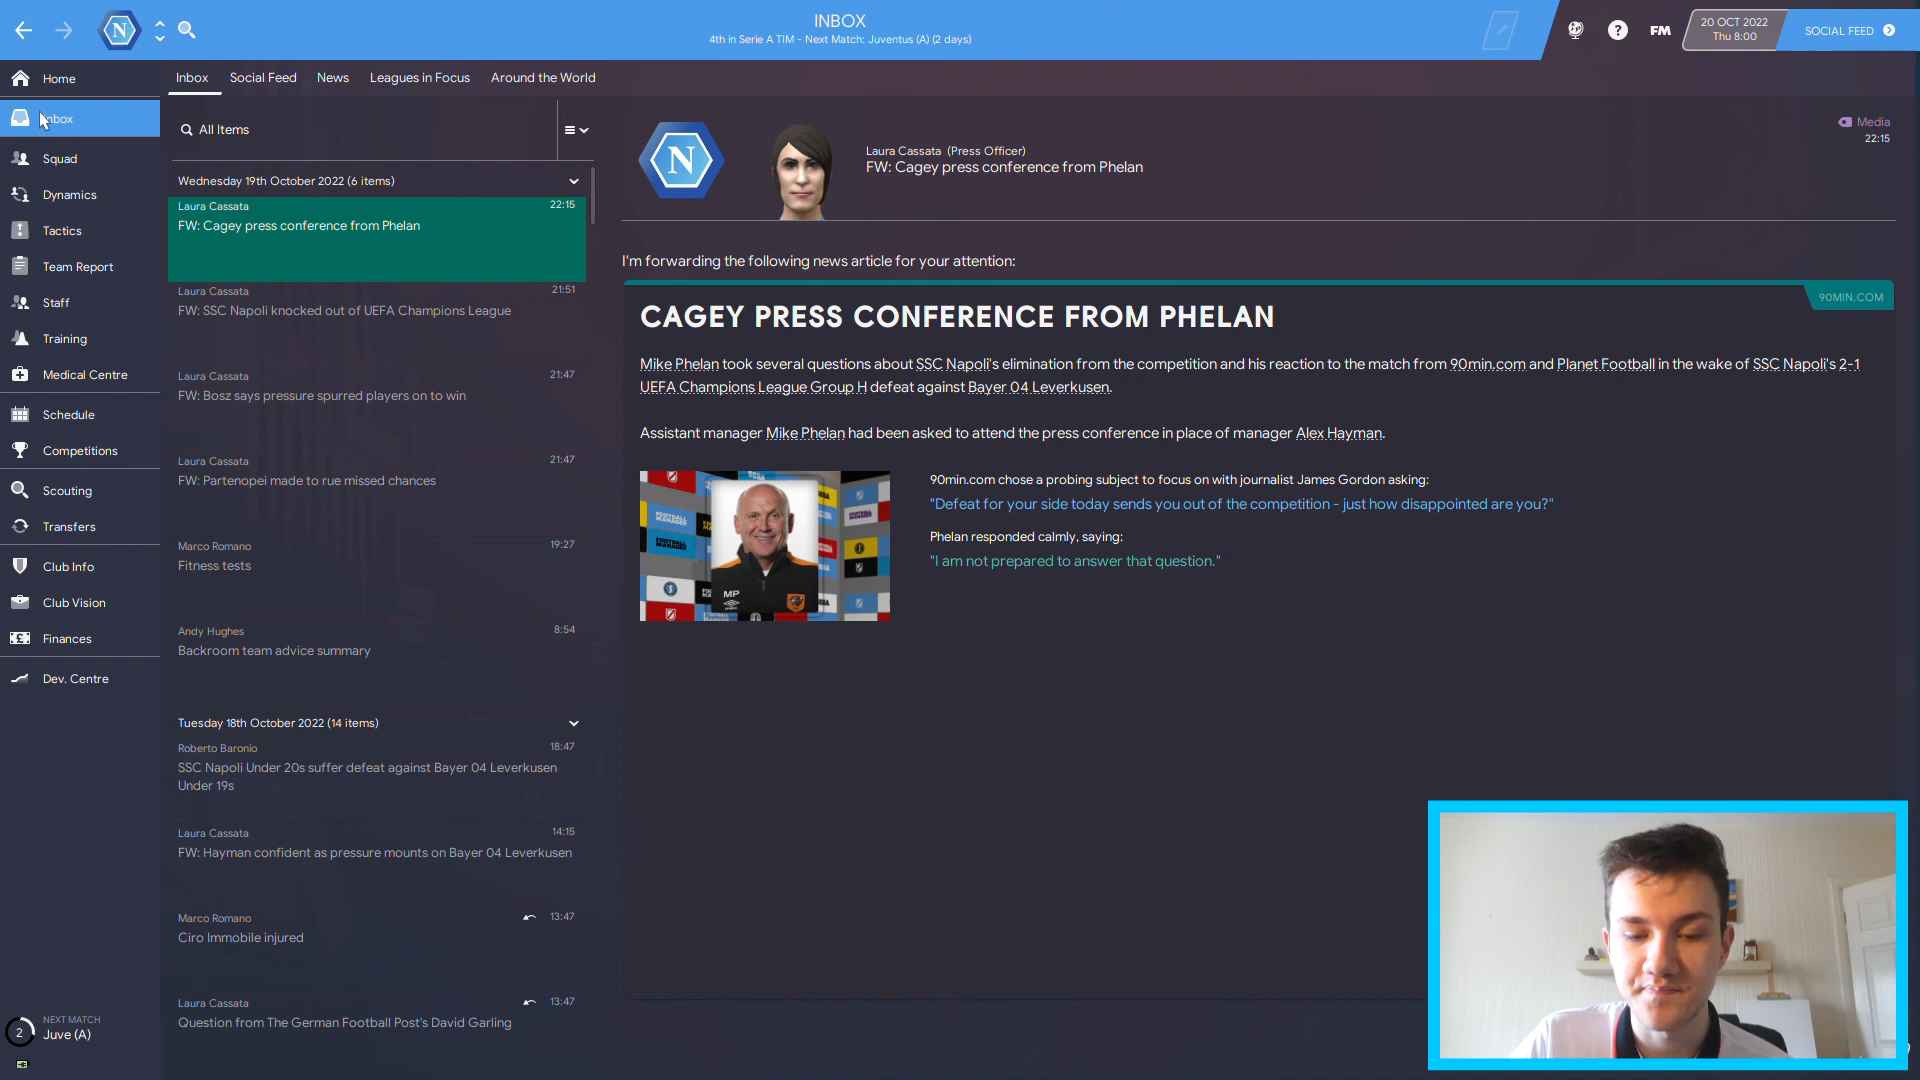 INBOX
4th in Serie A TIM - Next Match: Juventus (A) (2 days)
N
?
FM
20 OCT 2022
Thu 8:00
SOCIAL FEED
Home
Inbox
Squad
Dynamics
Tactics
Team Report
Staff
Training
Medical Centre
Schedule
Competitions
Scouting
Transfers
Club Info
Club Vision
Finances
Dev. Centre
2
NEXT MATCH
Juve (A)
Inbox
Social Feed
News
Leagues in Focus
Around the World
All Items
Wednesday 19th October 2022 (6 items)
Laura Cassata
22:15
FW: Cagey press conference from Phelan
Laura Cassata
21:51
FW: SSC Napoli knocked out of UEFA Champions League
Laura Cassata
21:47
FW: Bosz says pressure spurred players on to win
Laura Cassata
21:47
FW: Partenopei made to rue missed chances
Marco Romano
19:27
Fitness tests
Andy Hughes
8:54
Backroom team advice summary
Tuesday 18th October 2022 (14 items)
Roberto Baronio
18:47
SSC Napoli Under 20s suffer defeat against Bayer 04 Leverkusen
Under 19s
Laura Cassata
14:15
FW: Hayman confident as pressure mounts on Bayer 04 Leverkusen
Marco Romano
13:47
Ciro Immobile injured
Laura Cassata
13:47
Question from The German Football Post's David Garling
N
Laura Cassata (Press Officer)
FW: Cagey press conference from Phelan
Media
22:15
I'm forwarding the following news article for your attention:
90MIN.COM
CAGEY PRESS CONFERENCE FROM PHELAN
Mike Phelan took several questions about SSC Napoli's elimination from the competition and his reaction to the match from 90min.com and Planet Football in the wake of SSC Napoli's 2-1
UEFA Champions League Group H defeat against Bayer 04 Leverkusen.
Assistant manager Mike Phelan had been asked to attend the press conference in place of manager Alex Hayman.
FOOTBALL MANAGER
FOOTBALL MANAGER
MP
90min.com chose a probing subject to focus on with journalist James Gordon asking:
"Defeat for your side today sends you out of the competition - just how disappointed are you?"
Phelan responded calmly, saying:
"I am not prepared to answer that question."